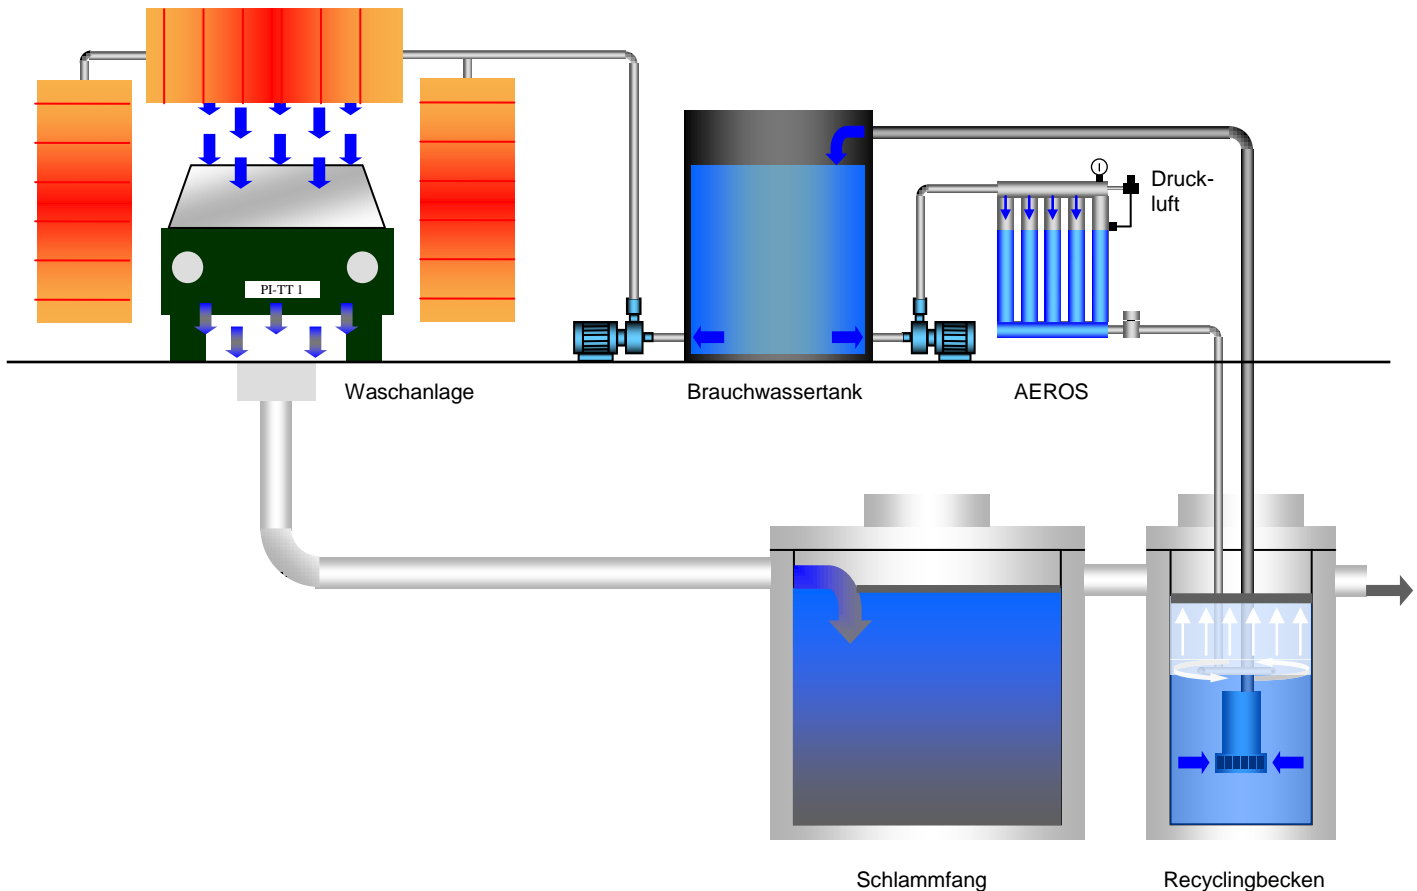 Druck-
luft
PI-TT 1
Waschanlage
Brauchwassertank
AEROS
Schlammfang
Recyclingbecken